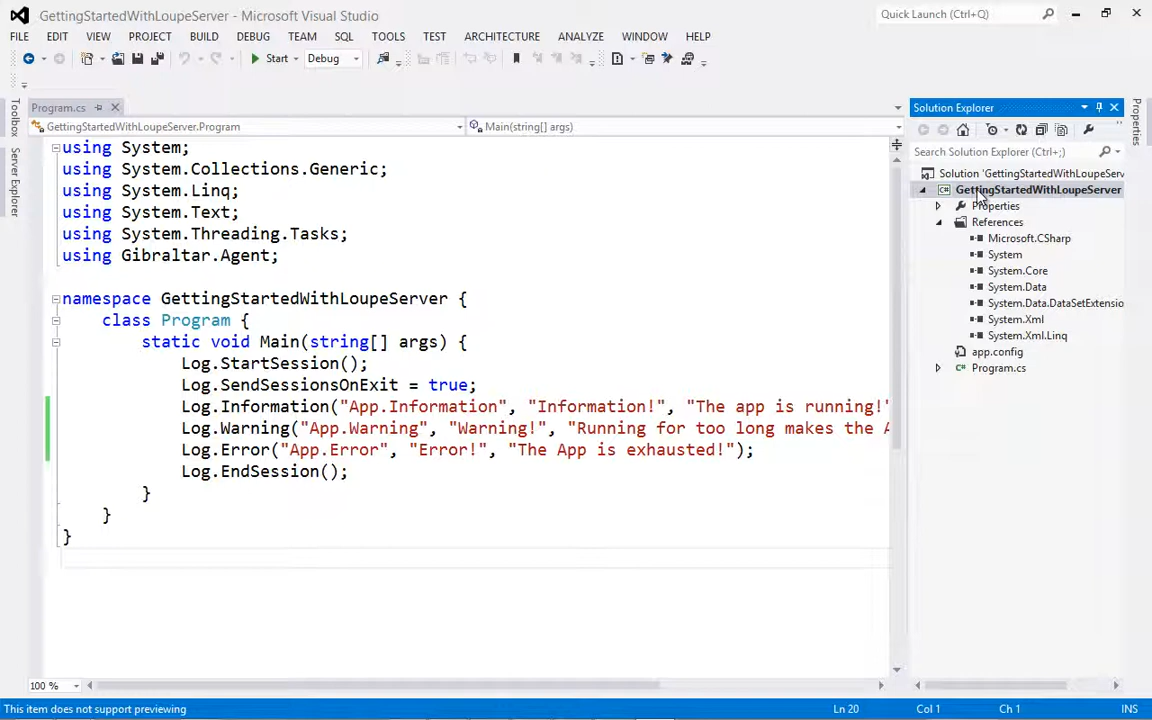 GettingStartedWithLoupeServer - Microsoft Visual Studio
Quick Launch (Ctrl+Q)
FILE EDIT VIEW PROJECT BUILD DEBUG TEAM SQL TOOLS TEST ARCHITECTURE ANALYZE WINDOW HELP
Start Debug
Toolbox
Server Explorer
Program.cs
GettingStartedWithLoupeServer.Program
Main(string[] args)
using System;
using System.Collections.Generic;
using System.Linq;
using System.Text;
using System.Threading.Tasks;
using Gibraltar.Agent;
namespace GettingStartedWithLoupeServer {
class Program {
static void Main(string[] args) {
Log.StartSession();
Log.SendSessionsOnExit = true;
Log.Information("App.Information", "Information!", "The app is running!"
Log.Warning("App.Warning", "Warning!", "Running for too long makes the A
Log.Error("App.Error", "Error!", "The App is exhausted!");
Log.EndSession();
}
}
}
100 %
Solution Explorer
Search Solution Explorer (Ctrl+;)
Solution 'GettingStartedWithLoupeServ
C# GettingStartedWithLoupeServer
Properties
References
Microsoft.CSharp
System
System.Core
System.Data
System.Data.DataSetExtensio
System.Xml
System.Xml.Linq
app.config
C# Program.cs
Properties
This item does not support previewing
Ln 20 Col 1 Ch 1 INS